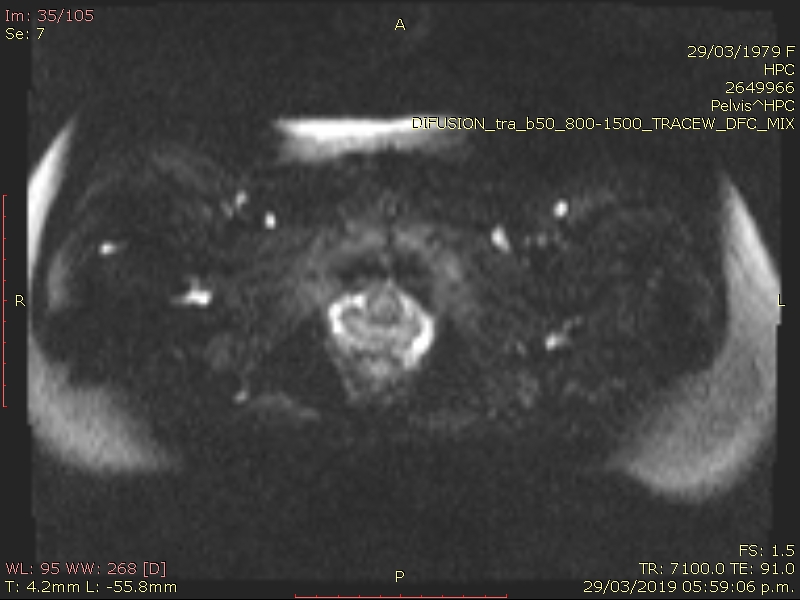 Im: 35/105
Se: 7
A
29/03/1979 F
HPC
2649966
Pelvis^HPC
DIFUSION_tra_b50_800-1500_TRACEW_DFC_MIX
R
L
WL: 95 WW: 268 [D]
T: 4.2mm L: -55.8mm
P
FS: 1.5
TR: 7100.0 TE: 91.0
29/03/2019 05:59:06 p.m.